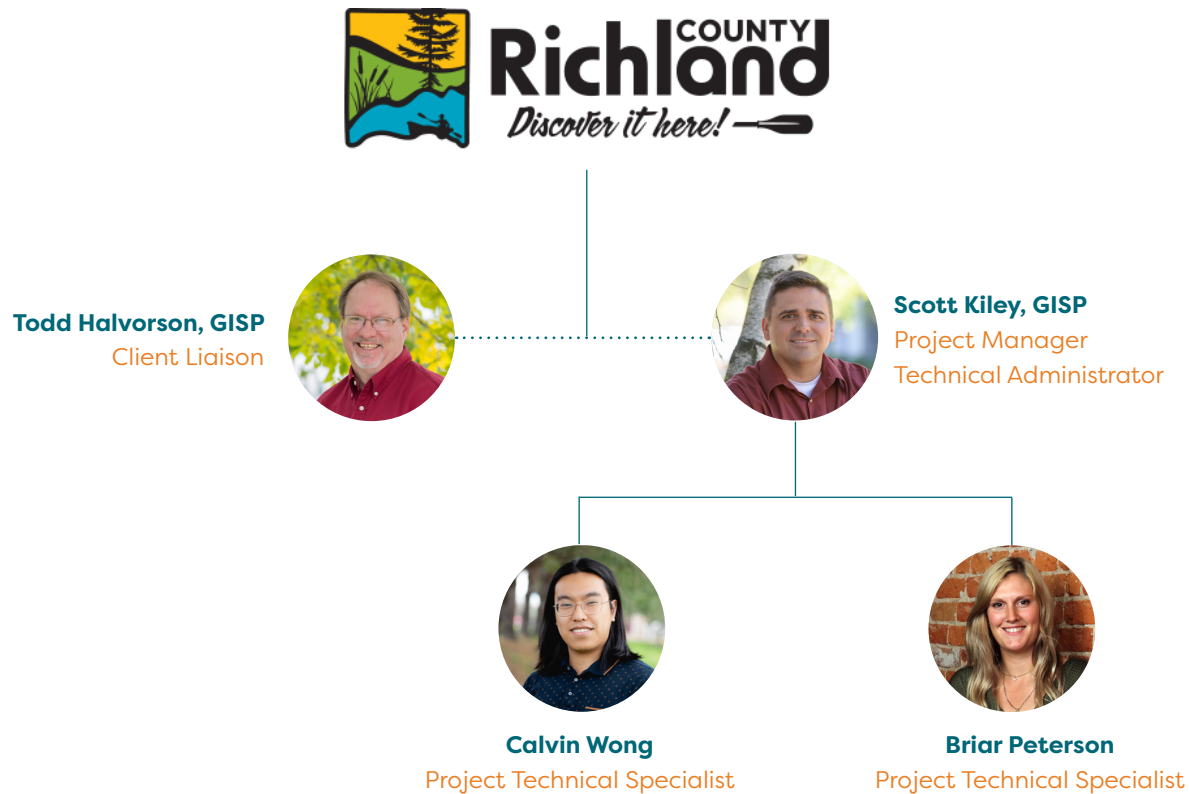 COUNTY
Richland
Discover it here!
Todd Halvorson, GISP
Client Liaison
Scott Kiley, GISP
Project Manager
Technical Administrator
Calvin Wong
Project Technical Specialist
Briar Peterson
Project Technical Specialist